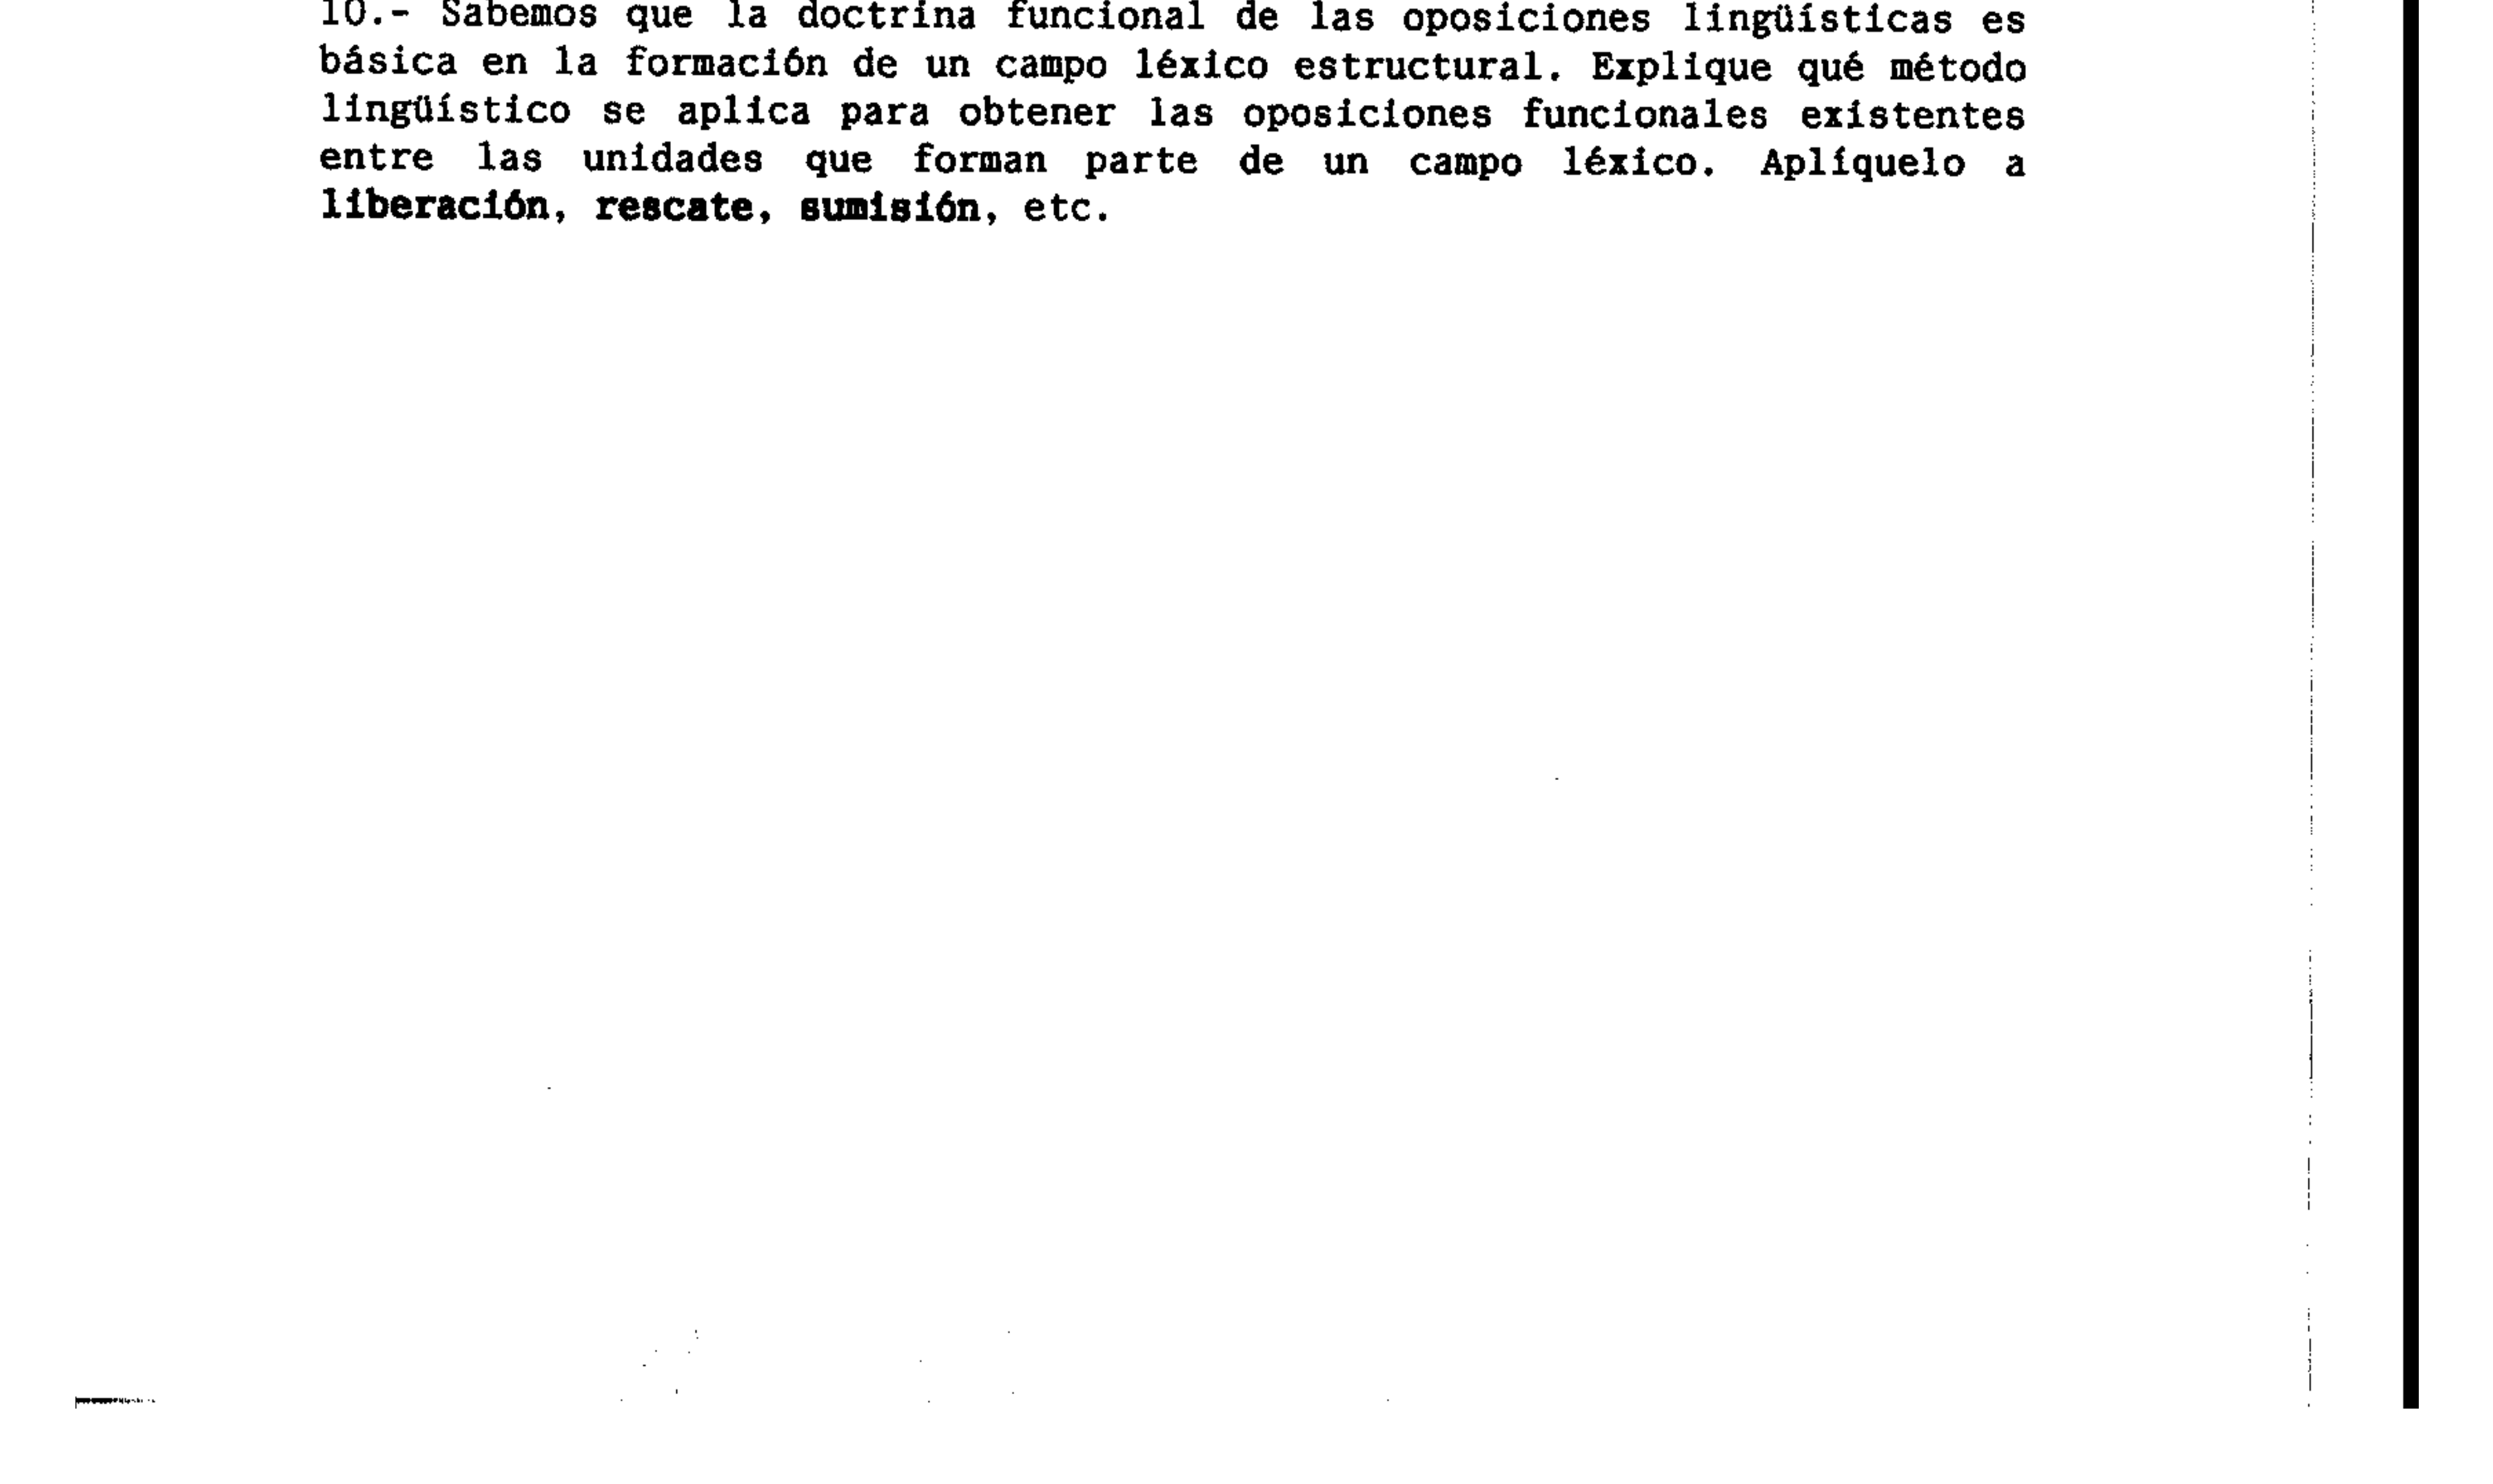 10.- Sabemos que la doctrina funcional de las oposiciones lingüísticas es
básica en la formación de un campo léxico estructural. Explique qué método
lingüístico se aplica para obtener las oposiciones funcionales existentes
entre las unidades que forman parte de un campo léxico. Aplíquelo a
liberación, rescate, sumisión, etc.